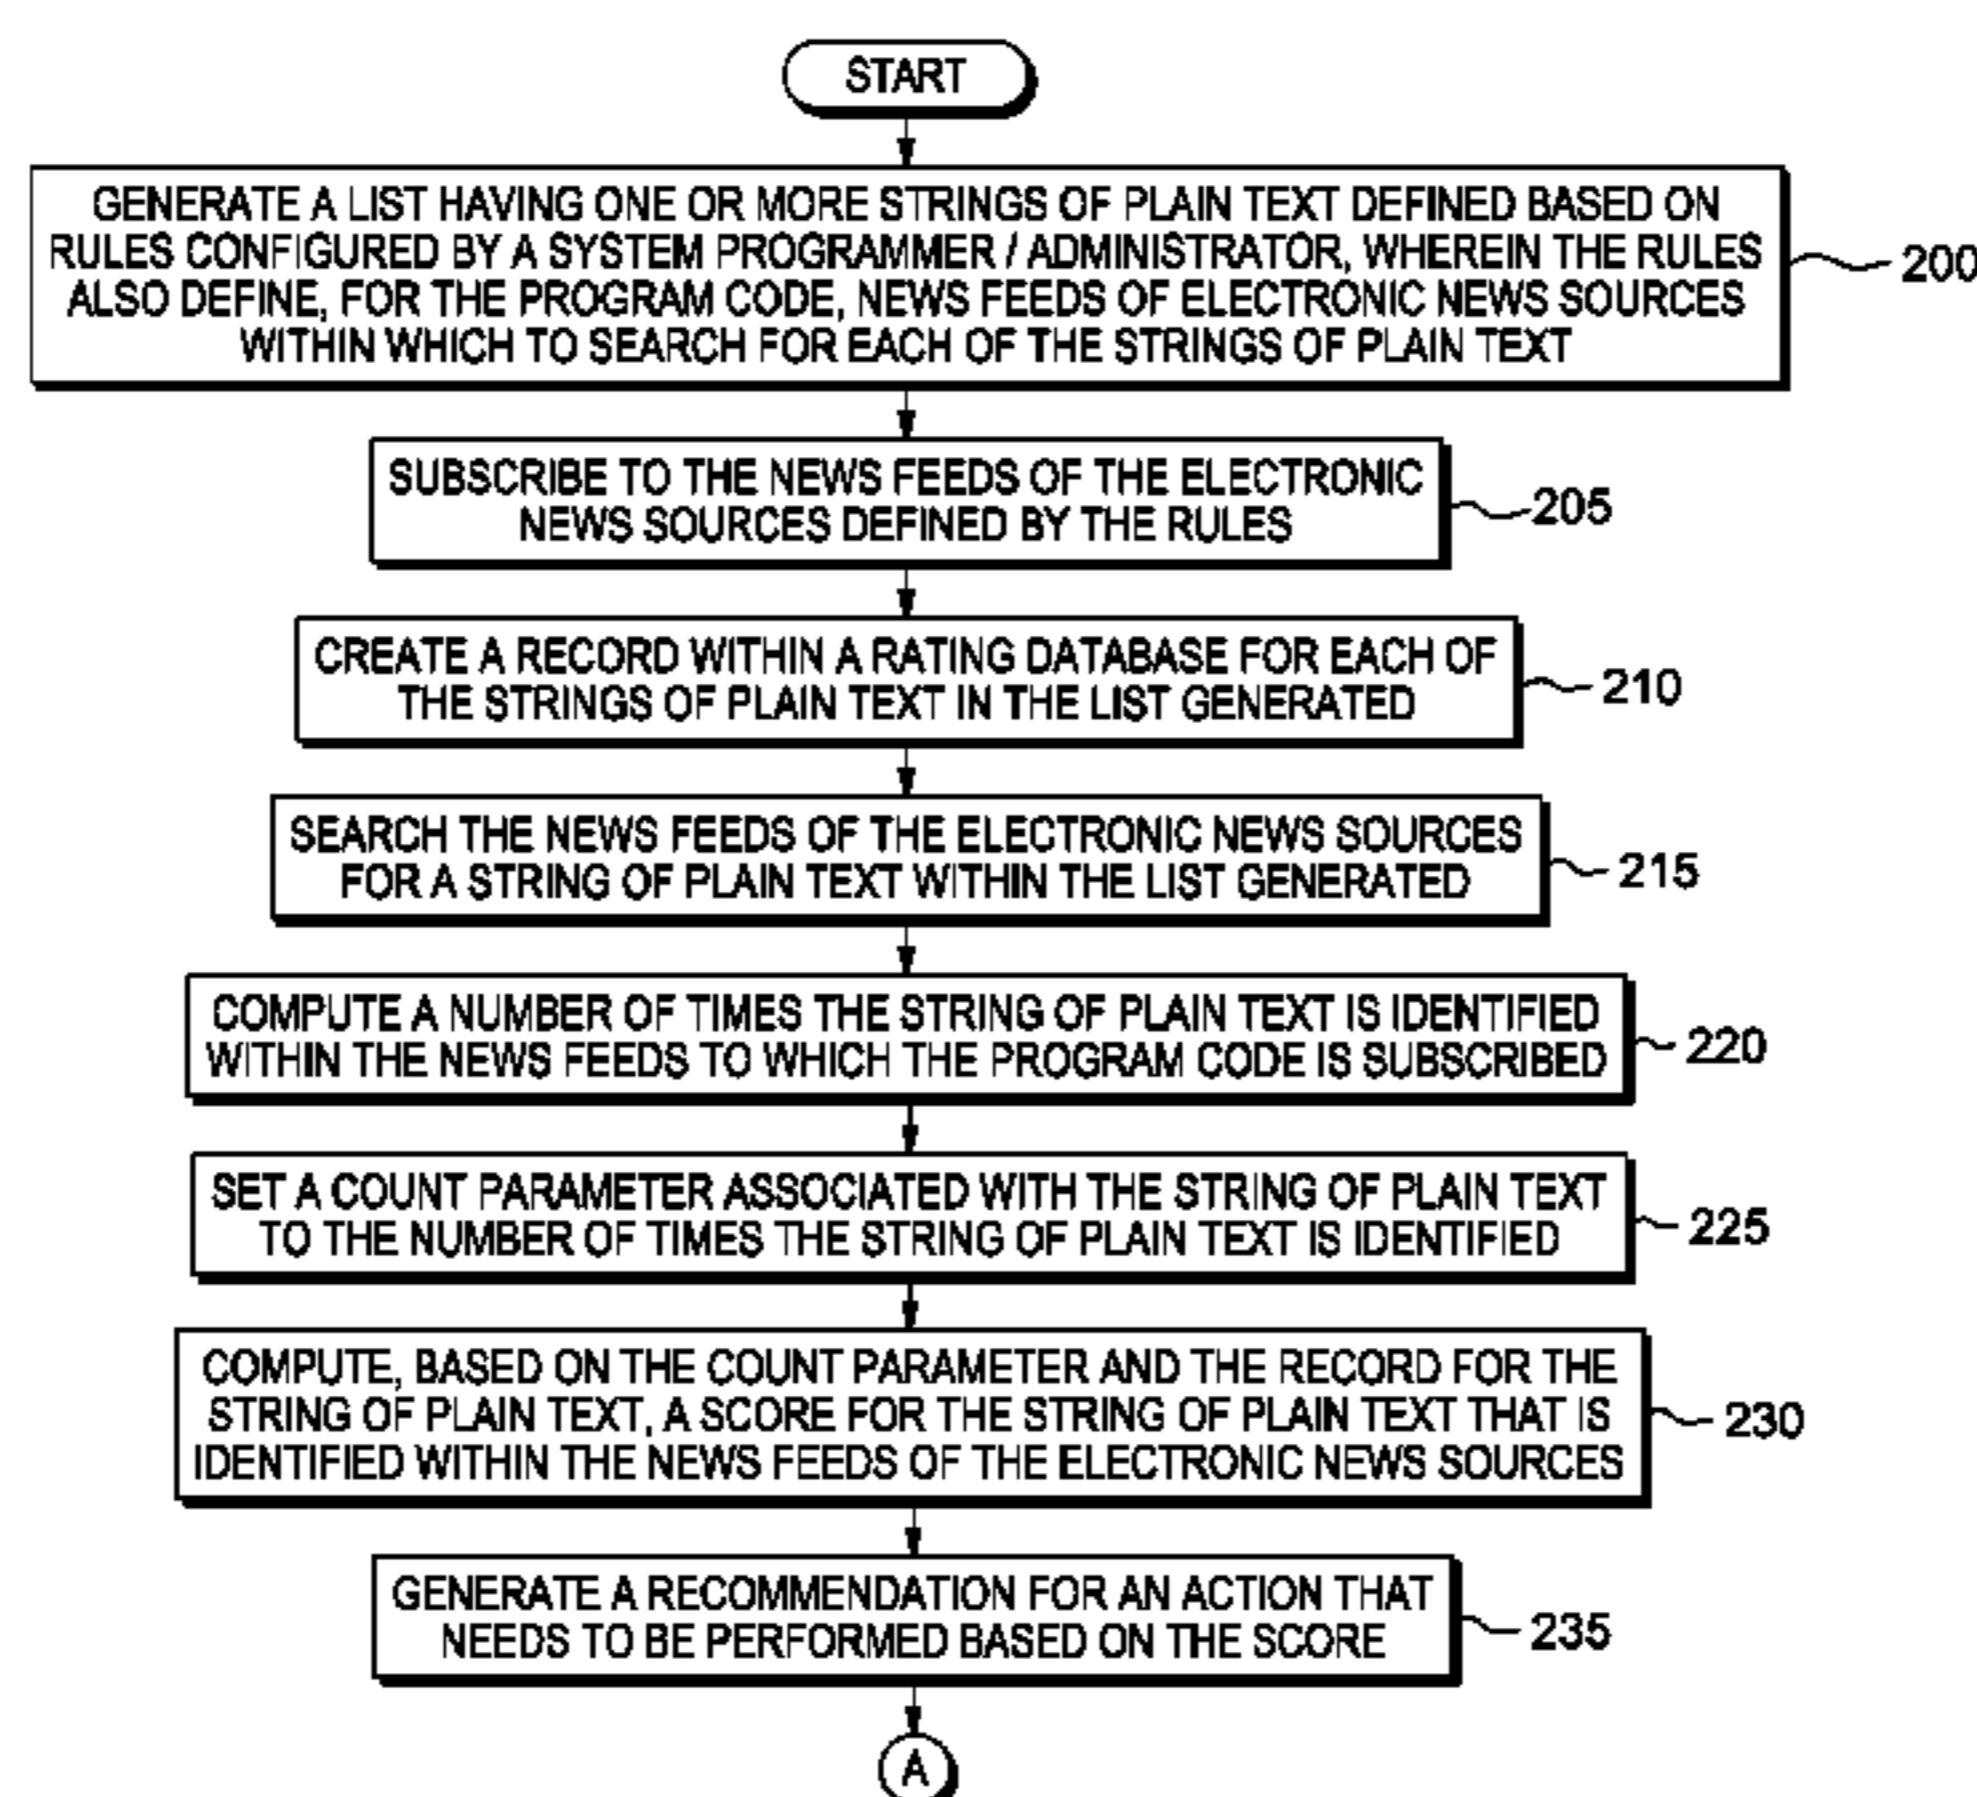 START
GENERATE A LIST HAVING ONE OR MORE STRINGS OF PLAIN TEXT DEFINED BASED ON
RULES CONFIGURED BY A SYSTEM PROGRAMMER / ADMINISTRATOR, WHEREIN THE RULES
ALSO DEFINE, FOR THE PROGRAM CODE, NEWS FEEDS OF ELECTRONIC NEWS SOURCES
WITHIN WHICH TO SEARCH FOR EACH OF THE STRINGS OF PLAIN TEXT
200
SUBSCRIBE TO THE NEWS FEEDS OF THE ELECTRONIC
NEWS SOURCES DEFINED BY THE RULES
205
CREATE A RECORD WITHIN A RATING DATABASE FOR EACH OF
THE STRINGS OF PLAIN TEXT IN THE LIST GENERATED
210
SEARCH THE NEWS FEEDS OF THE ELECTRONIC NEWS SOURCES
FOR A STRING OF PLAIN TEXT WITHIN THE LIST GENERATED
215
COMPUTE A NUMBER OF TIMES THE STRING OF PLAIN TEXT IS IDENTIFIED
WITHIN THE NEWS FEEDS TO WHICH THE PROGRAM CODE IS SUBSCRIBED
220
SET A COUNT PARAMETER ASSOCIATED WITH THE STRING OF PLAIN TEXT
TO THE NUMBER OF TIMES THE STRING OF PLAIN TEXT IS IDENTIFIED
225
COMPUTE, BASED ON THE COUNT PARAMETER AND THE RECORD FOR THE
STRING OF PLAIN TEXT, A SCORE FOR THE STRING OF PLAIN TEXT THAT IS
IDENTIFIED WITHIN THE NEWS FEEDS OF THE ELECTRONIC NEWS SOURCES
230
GENERATE A RECOMMENDATION FOR AN ACTION THAT
NEEDS TO BE PERFORMED BASED ON THE SCORE
235
A